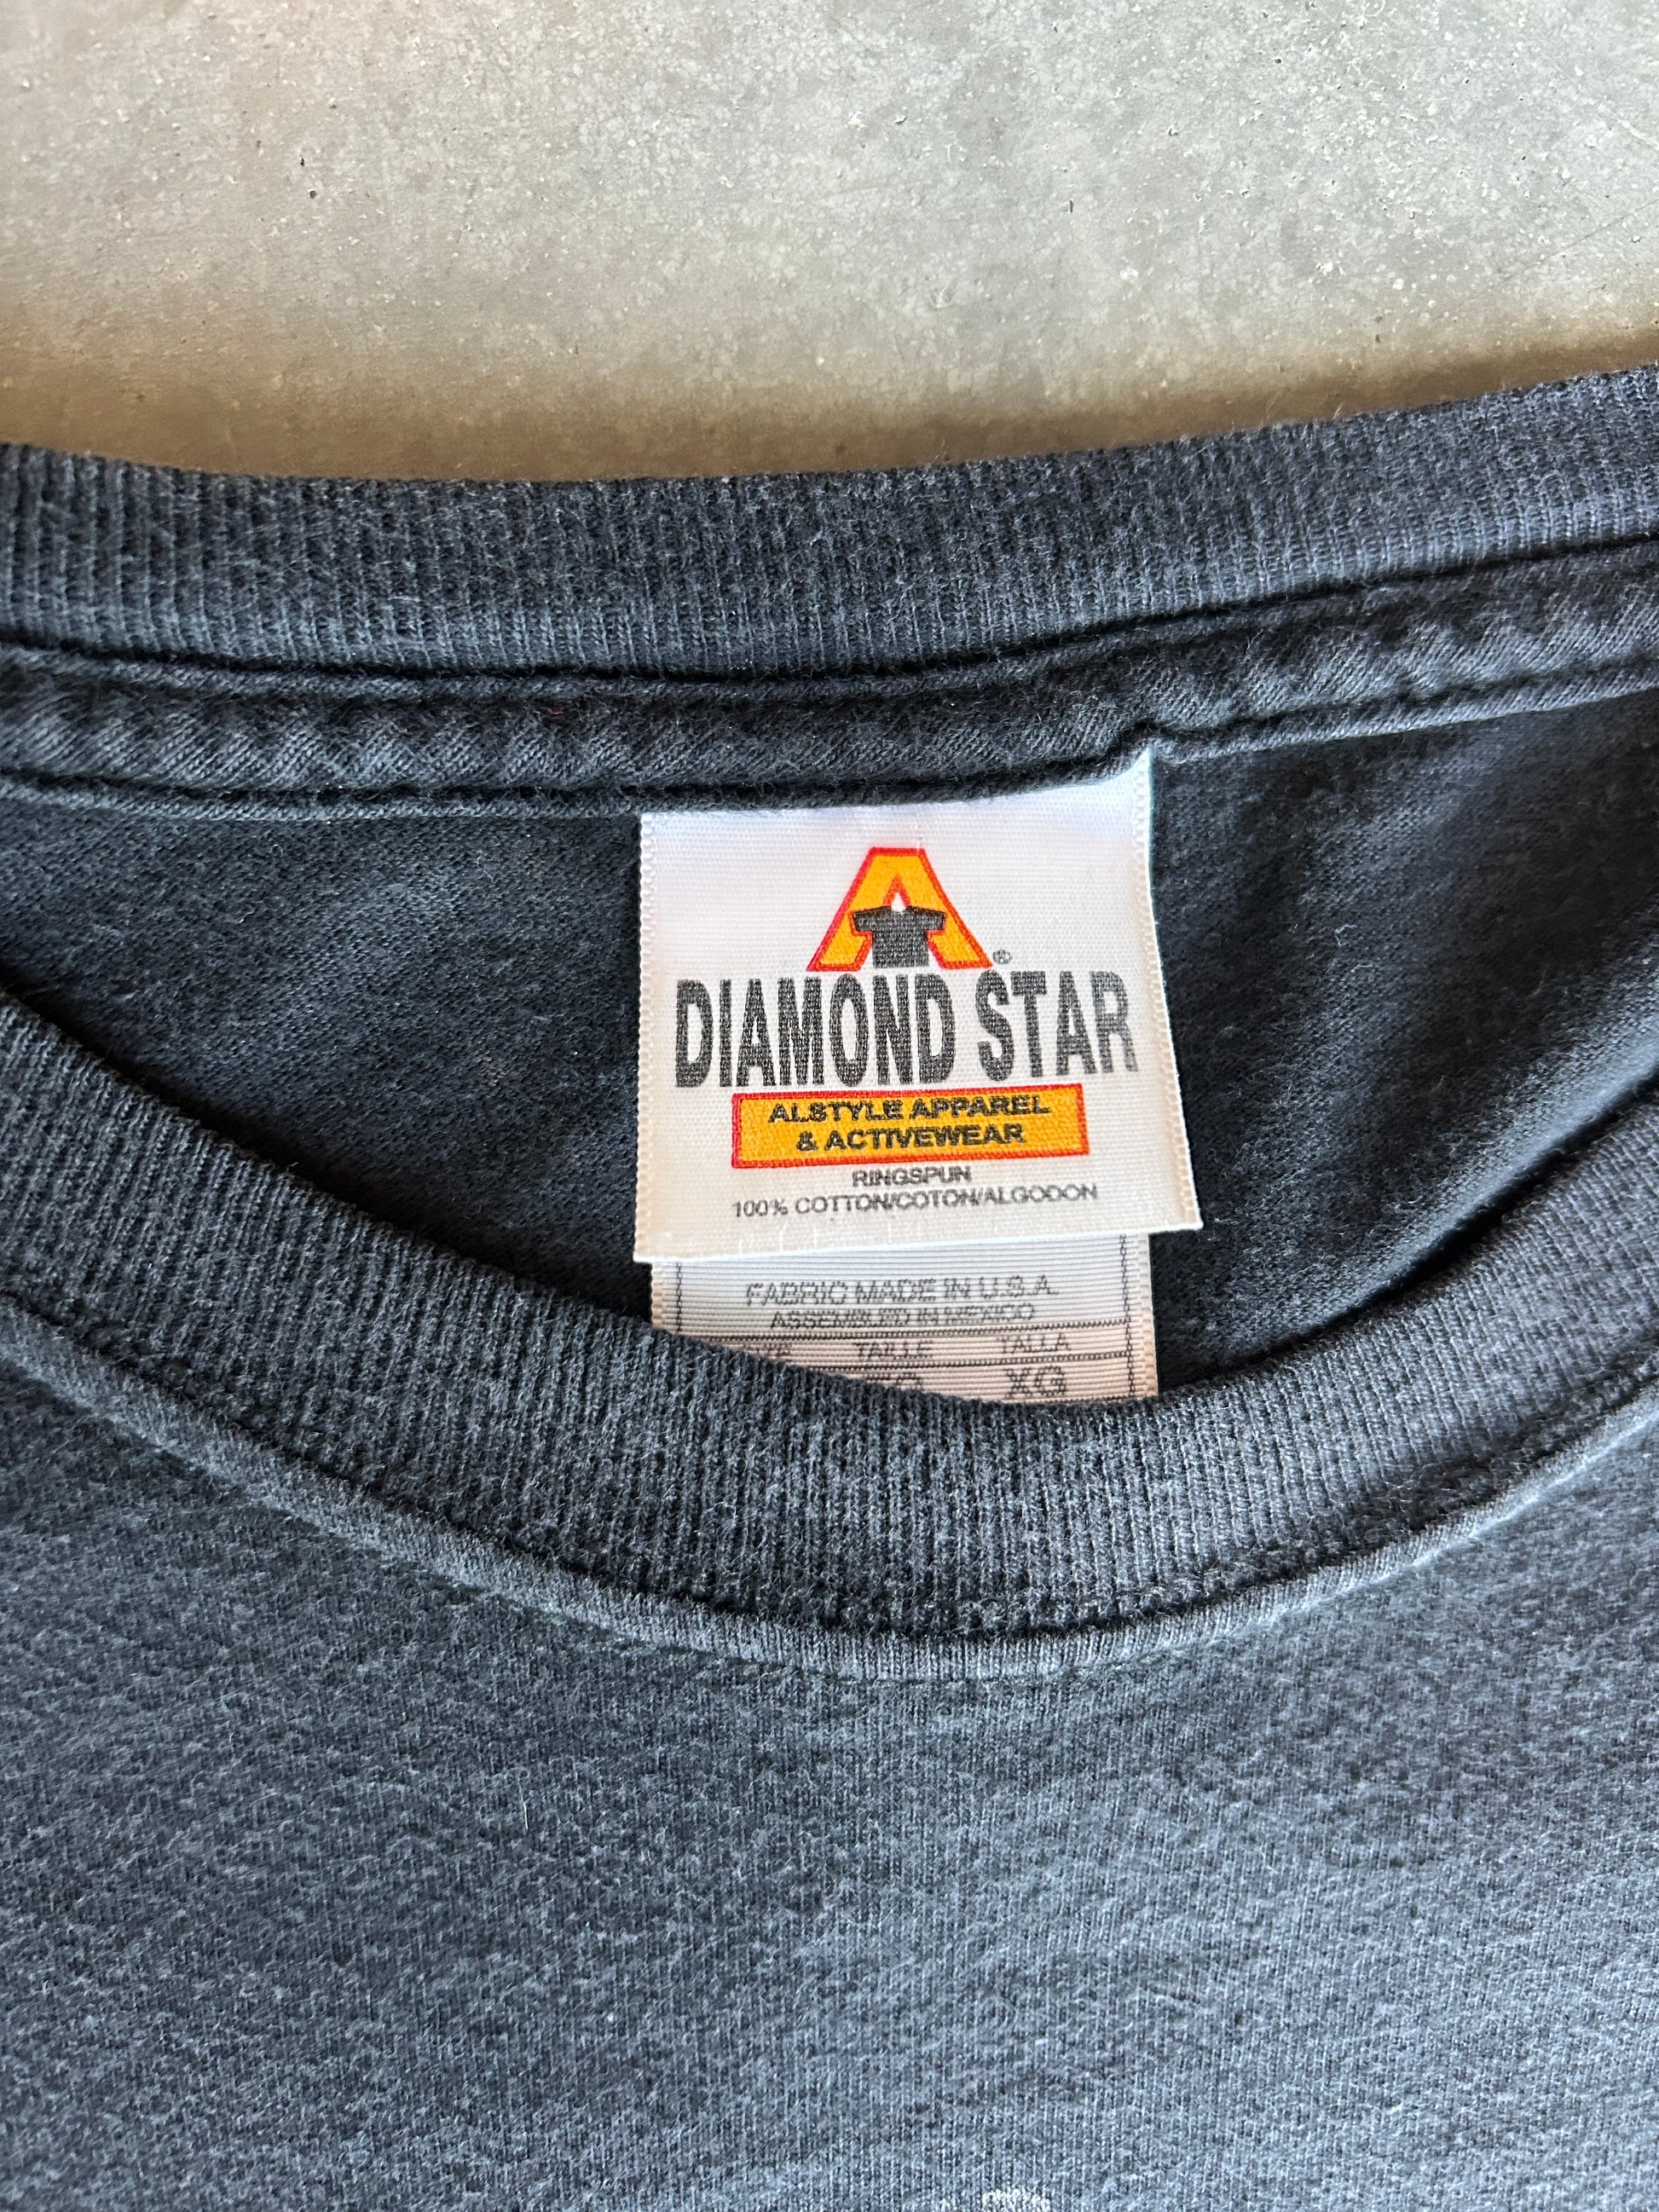 A®
DIAMOND STAR
ALSTYLE APPAREL
& ACTIVEWEAR
RINGSPUN
100% COTTON/COTON/ALGODON
FABRIC MADE IN U.S.A.
ASSEMBLED IN MEXICO
TAILLE TALLA
XG